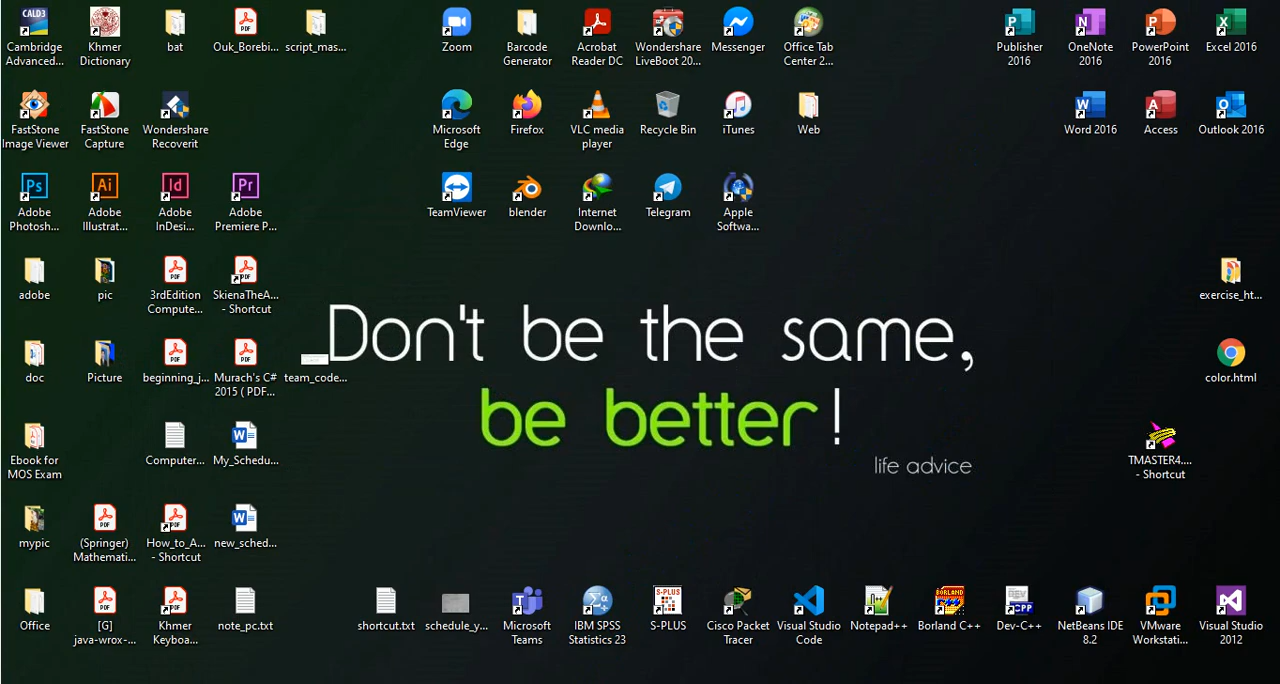 Cambridge
Advanced...
Khmer
Dictionary
bat
Ouk_Borebi...
script_mas...
Zoom
Barcode
Generator
Acrobat
Reader DC
Wondershare
LiveBoot 20...
Messenger
Office Tab
Center 2...
Publisher
2016
OneNote
2016
PowerPoint
2016
Excel 2016
FastStone
Image Viewer
FastStone
Capture
Wondershare
Recoverit
Microsoft
Edge
Firefox
VLC media
player
Recycle Bin
iTunes
Web
Word 2016
Access
Outlook 2016
Adobe
Photosh...
Adobe
Illustrat...
Adobe
InDesi...
Adobe
Premiere P...
TeamViewer
blender
Internet
Downlo...
Telegram
Apple
Softwa...
adobe
pic
3rdEdition
Compute...
SkienaTheA...
- Shortcut
exercise_ht...
Don't be the same,
be better!
life advice
doc
Picture
beginning_j...
Murach's C#
2015 ( PDF...
team_code...
color.html
Ebook for
MOS Exam
Computer...
My_Schedu...
TMASTER4....
- Shortcut
mypic
(Springer)
Mathemati...
How_to_A...
- Shortcut
new_sched...
Office
[G]
java-wrox-...
Khmer
Keyboa...
note_pc.txt
shortcut.txt
schedule_y...
Microsoft
Teams
IBM SPSS
Statistics 23
S-PLUS
Cisco Packet
Tracer
Visual Studio
Code
Notepad++
Borland C++
Dev-C++
NetBeans IDE
8.2
VMware
Workstati...
Visual Studio
2012